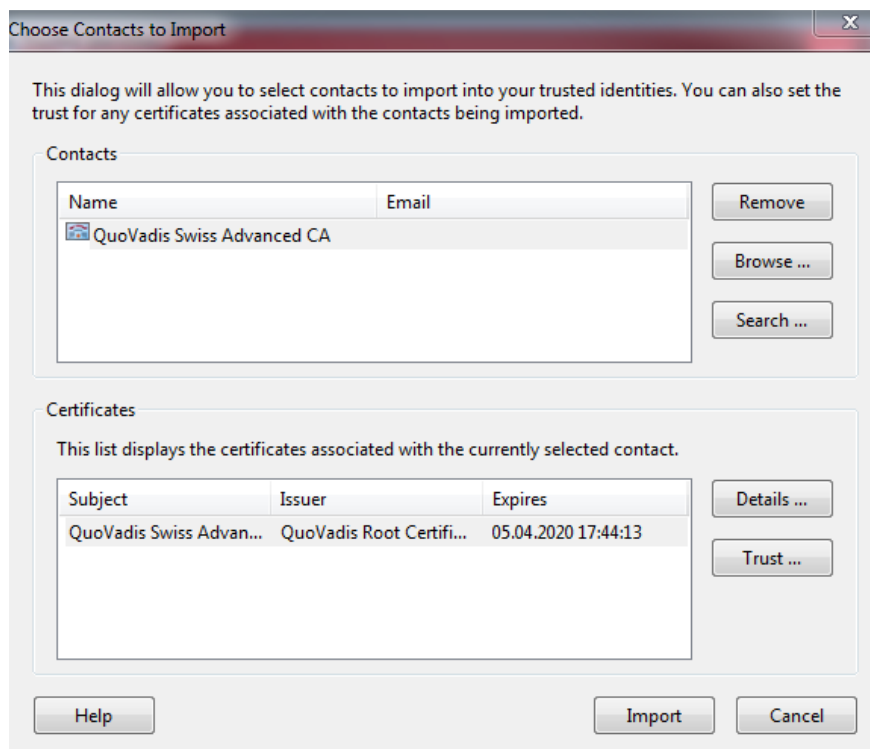 Choose Contacts to Import
This dialog will allow you to select contacts to import into your trusted identities. You can also set the
trust for any certificates associated with the contacts being imported.
Contacts
Name Email
QuoVadis Swiss Advanced CA
Remove
Browse ...
Search ...
Certificates
This list displays the certificates associated with the currently selected contact.
Subject Issuer Expires
QuoVadis Swiss Advan... QuoVadis Root Certifi... 05.04.2020 17:44:13
Details ...
Trust ...
Help Import Cancel